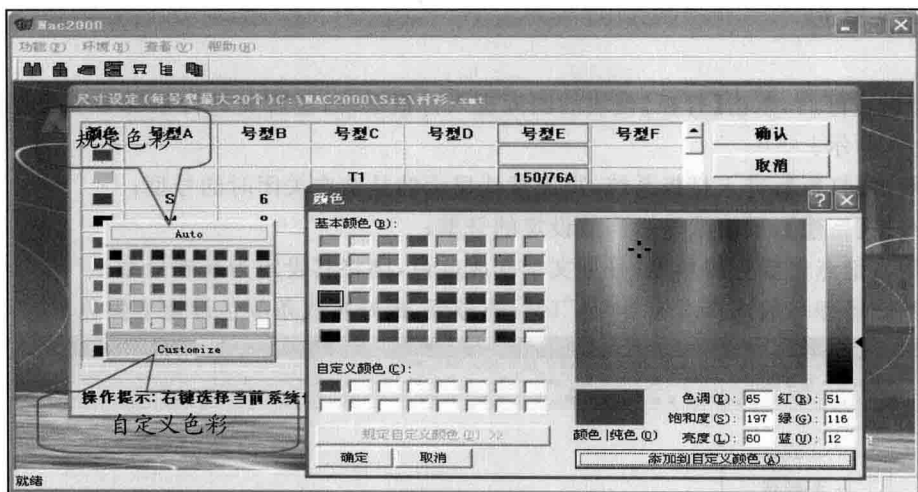 Nac2000
功能(F) 环境(N) 查看(V) 帮助(H)
尺寸设定(每号型最大20个)C:\NAC2000\Siz\衬衫.smt
颜色 号型A 号型B 号型C 号型D 号型E 号型F
规定色彩
确认
取消
T1 150/76A
S 6
M 8
Auto
Customize
操作提示:右键选择当前系统
自定义色彩
颜色
基本颜色(B):
自定义颜色(C):
规定自定义颜色(D) >>
确定 取消
颜色|纯色(O)
色调(E): 65 红(R): 51
饱和度(S): 197 绿(G): 116
亮度(L): 60 蓝(U): 12
添加到自定义颜色(A)
就绪